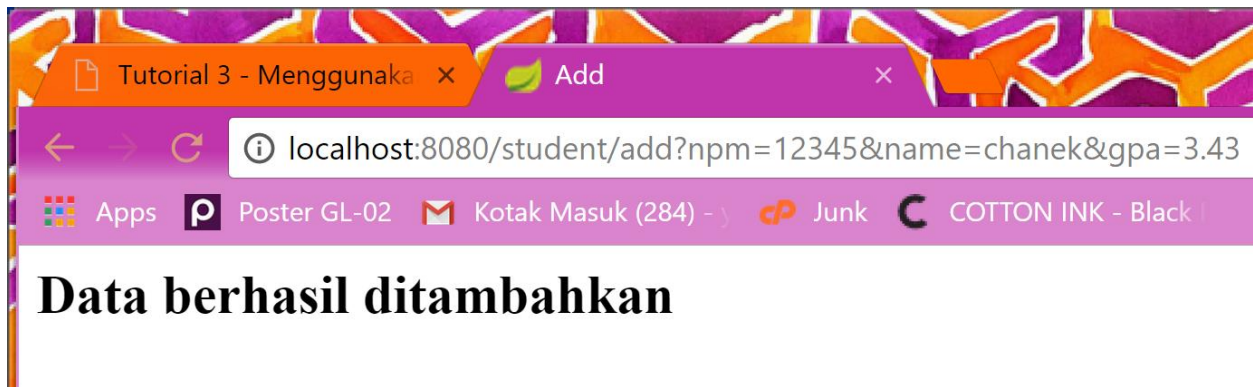 Tutorial 3 - Menggunaka Add
localhost:8080/student/add?npm=12345&name=chanek&gpa=3.43
Apps Poster GL-02 Kotak Masuk (284) - y Junk COTTON INK - Black
Data berhasil ditambahkan